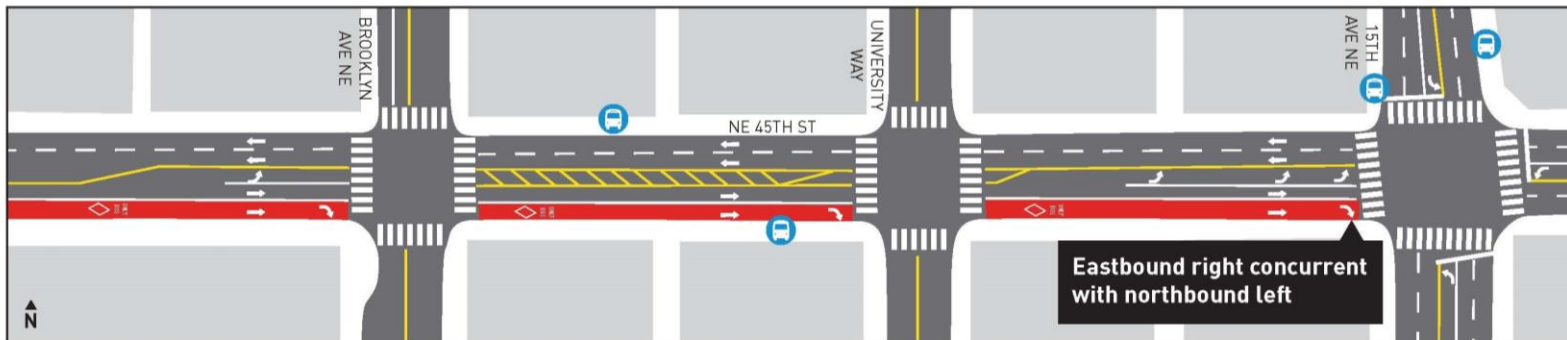 BROOKLYN
AVE NE
UNIVERSITY
WAY
15TH
AVE NE
NE 45TH ST
Eastbound right concurrent
with northbound left
N